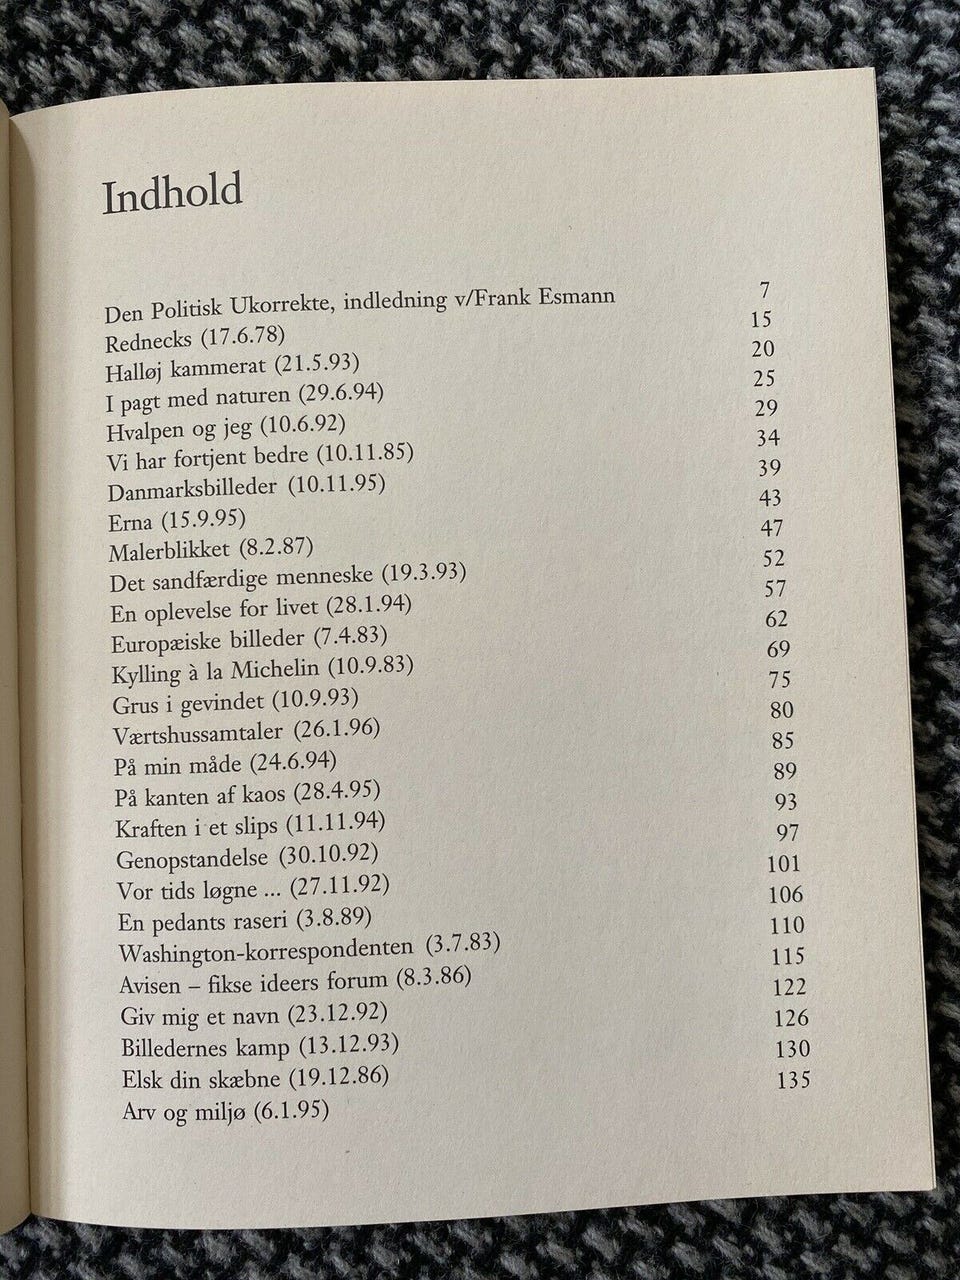 Indhold
Den Politisk Ukorrekte, indledning v/Frank Esmann 7
Rednecks (17.6.78) 15
Halløj kammerat (21.5.93) 20
I pagt med naturen (29.6.94) 25
Hvalpen og jeg (10.6.92) 29
Vi har fortjent bedre (10.11.85) 34
Danmarksbilleder (10.11.95) 39
Erna (15.9.95) 43
Malerblikket (8.2.87) 47
Det sandfærdige menneske (19.3.93) 52
En oplevelse for livet (28.1.94) 57
Europæiske billeder (7.4.83) 62
Kylling à la Michelin (10.9.83) 69
Grus i gevindet (10.9.93) 75
Værtshussamtaler (26.1.96) 80
På min måde (24.6.94) 85
På kanten af kaos (28.4.95) 89
Kraften i et slips (11.11.94) 93
Genopstandelse (30.10.92) 97
Vor tids løgne ... (27.11.92) 101
En pedants raseri (3.8.89) 106
Washington-korrespondenten (3.7.83) 110
Avisen – fikse ideers forum (8.3.86) 115
Giv mig et navn (23.12.92) 122
Billedernes kamp (13.12.93) 126
Elsk din skæbne (19.12.86) 130
Arv og miljø (6.1.95) 135